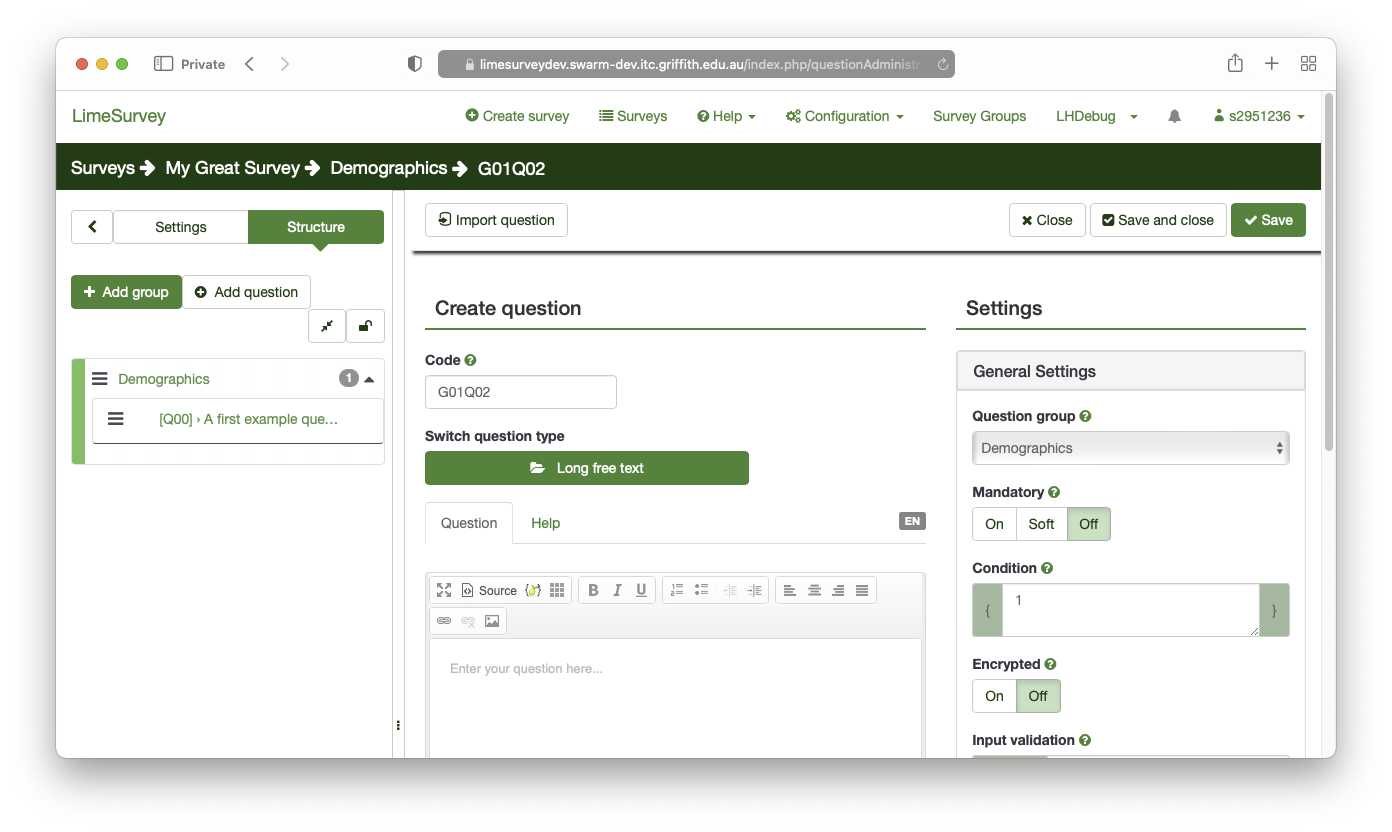 Private
limesurveydev.swarm-dev.itc.griffith.edu.au/index.php/questionAdministr
LimeSurvey
Create survey Surveys Help Configuration Survey Groups LHDebug s2951236
Surveys My Great Survey Demographics G01Q02
Settings Structure
Import question Close Save and close Save
Add group Add question
Demographics 1
[Q00] › A first example que...
Create question
Code
G01Q02
Switch question type
Long free text
Question Help EN
Source B I U
Enter your question here...
Settings
General Settings
Question group
Demographics
Mandatory
On Soft Off
Condition
{ 1 }
Encrypted
On Off
Input validation